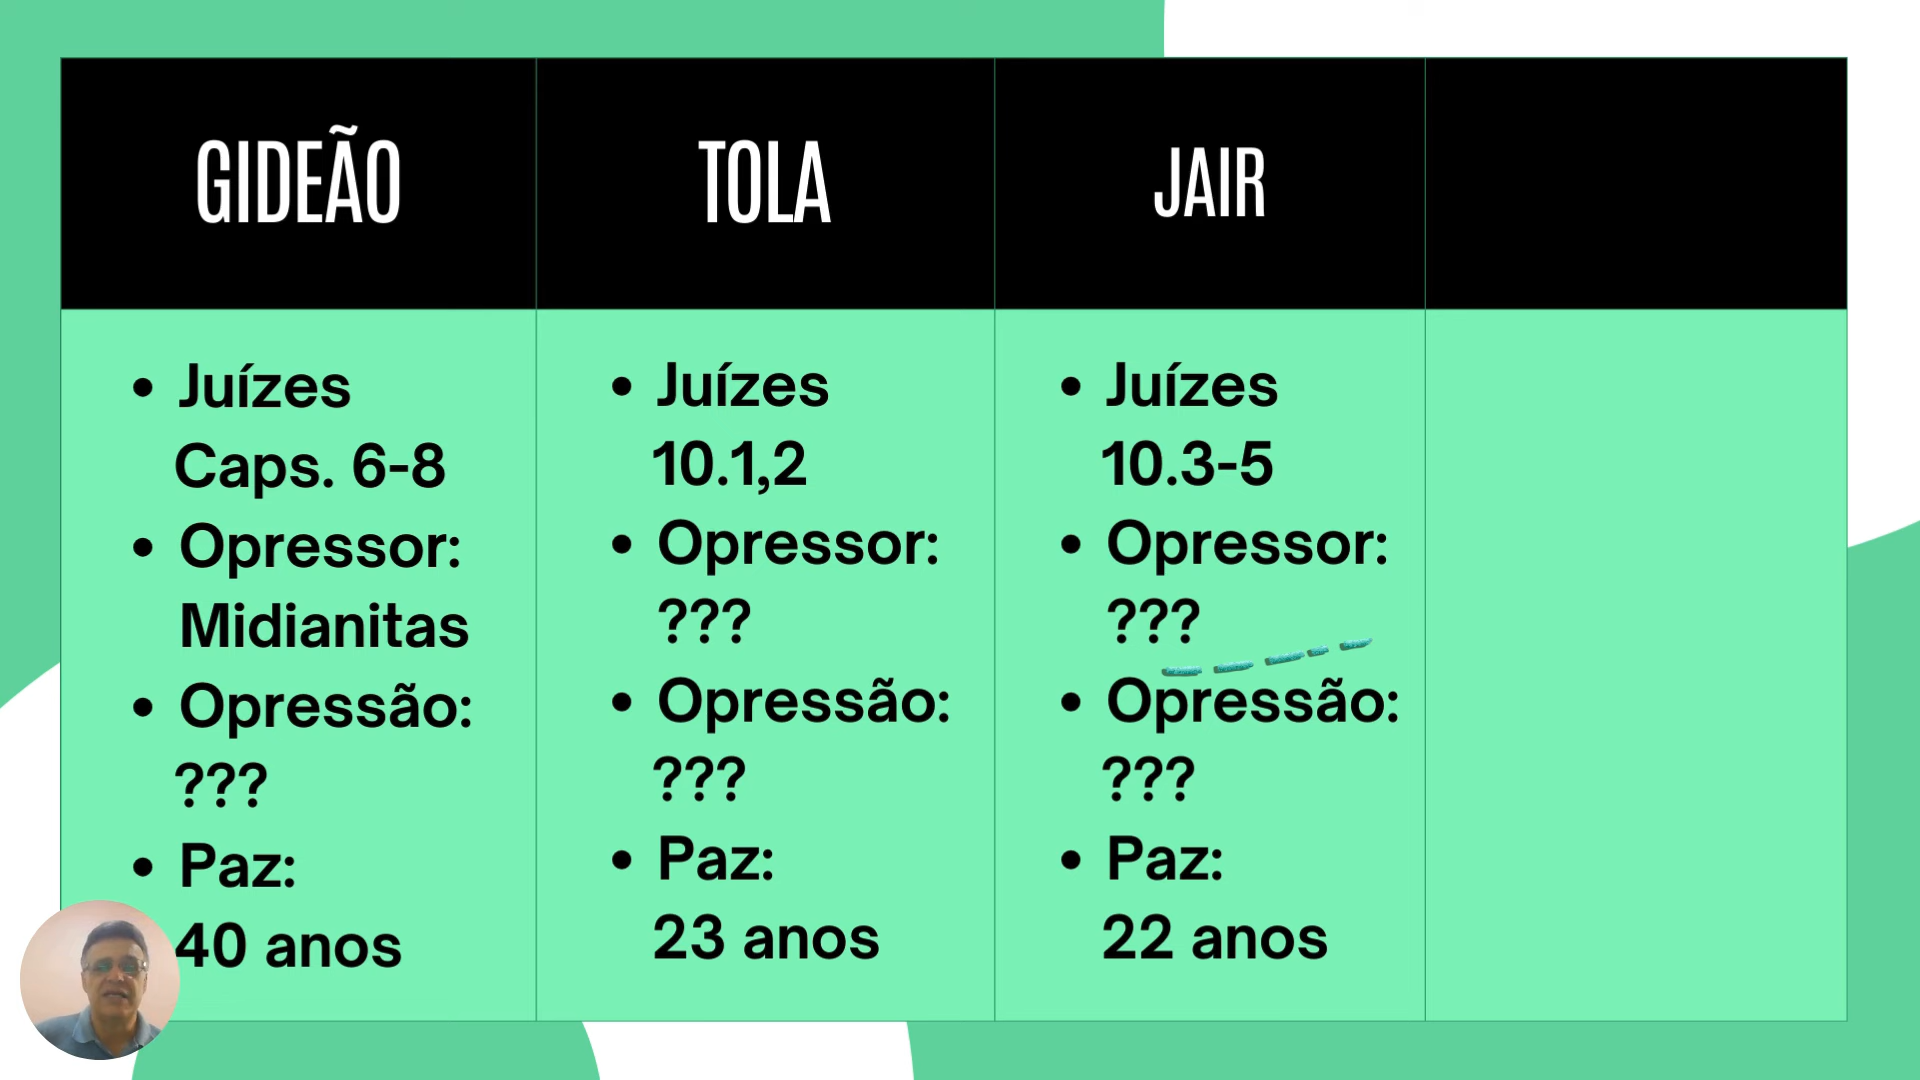 GIDEÃO
TOLA
JAIR
• Juízes
Caps. 6-8
• Opressor:
Midianitas
• Opressão:
???
• Paz:
40 anos
• Juízes
10.1,2
• Opressor:
???
• Opressão:
???
• Paz:
23 anos
• Juízes
10.3-5
• Opressor:
???
• Opressão:
???
• Paz:
22 anos